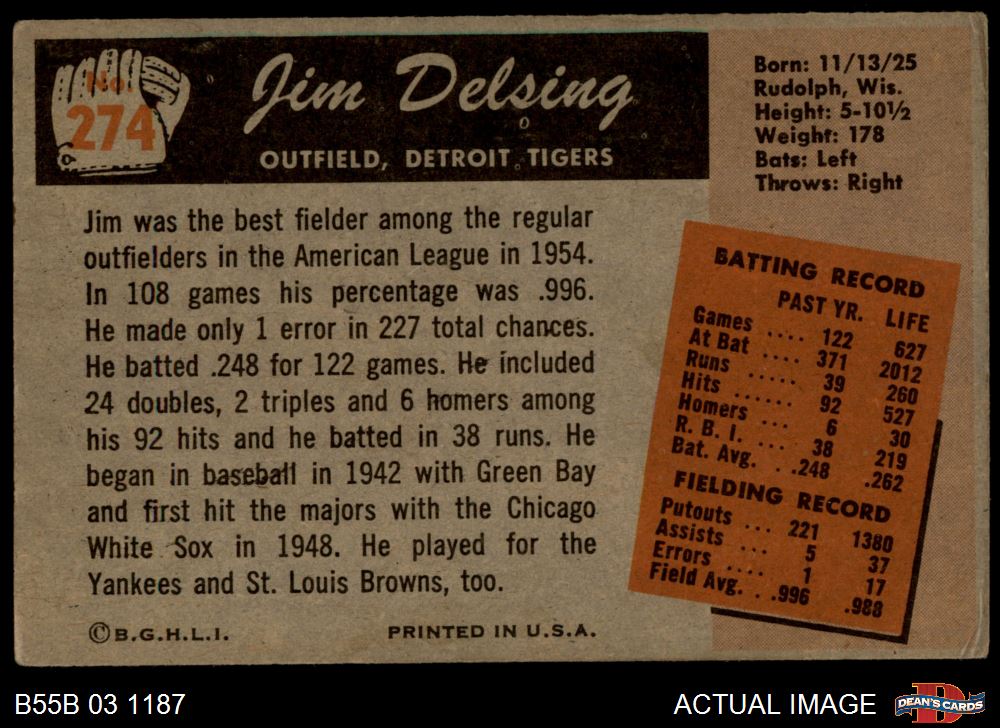 No.
274
Jim Delsing
OUTFIELD, DETROIT TIGERS
Born: 11/13/25
Rudolph, Wis.
Height: 5-10½
Weight: 178
Bats: Left
Throws: Right
Jim was the best fielder among the regular
outfielders in the American League in 1954.
In 108 games his percentage was .996.
He made only 1 error in 227 total chances.
He batted .248 for 122 games. He included
24 doubles, 2 triples and 6 homers among
his 92 hits and he batted in 38 runs. He
began in baseball in 1942 with Green Bay
and first hit the majors with the Chicago
White Sox in 1948. He played for the
Yankees and St. Louis Browns, too.
©B.G.H.L.I. PRINTED IN U.S.A.
BATTING RECORD
PAST YR. LIFE
Games .... 122 627
At Bat .... 371 2012
Runs ..... 39 260
Hits ...... 92 527
Homers ... 6 30
R. B. I. ... 38 219
Bat. Avg. ..248 .262
FIELDING RECORD
Putouts ... 221 1380
Assists ... 5 37
Errors .... 1 17
Field Avg. . .996 .988
B55B 03 1187 ACTUAL IMAGE
DEAN'S CARDS